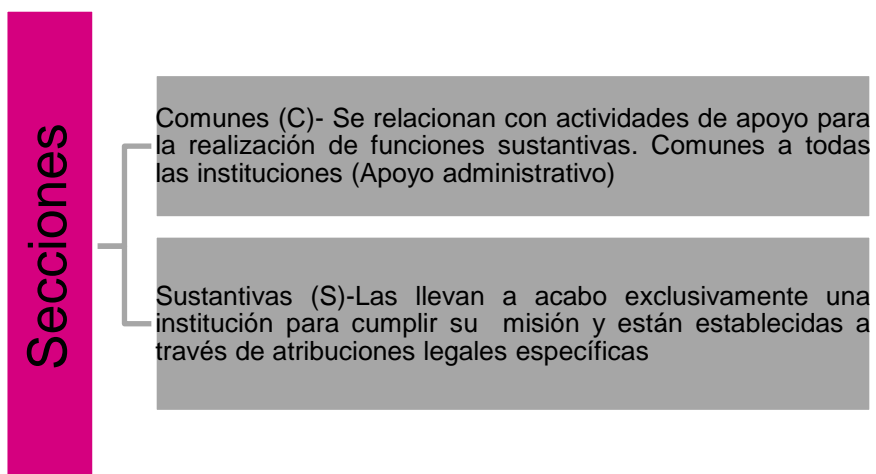 Secciones
Comunes (C)- Se relacionan con actividades de apoyo para
la realización de funciones sustantivas. Comunes a todas
las instituciones (Apoyo administrativo)
Sustantivas (S)-Las llevan a acabo exclusivamente una
institución para cumplir su misión y están establecidas a
través de atribuciones legales específicas